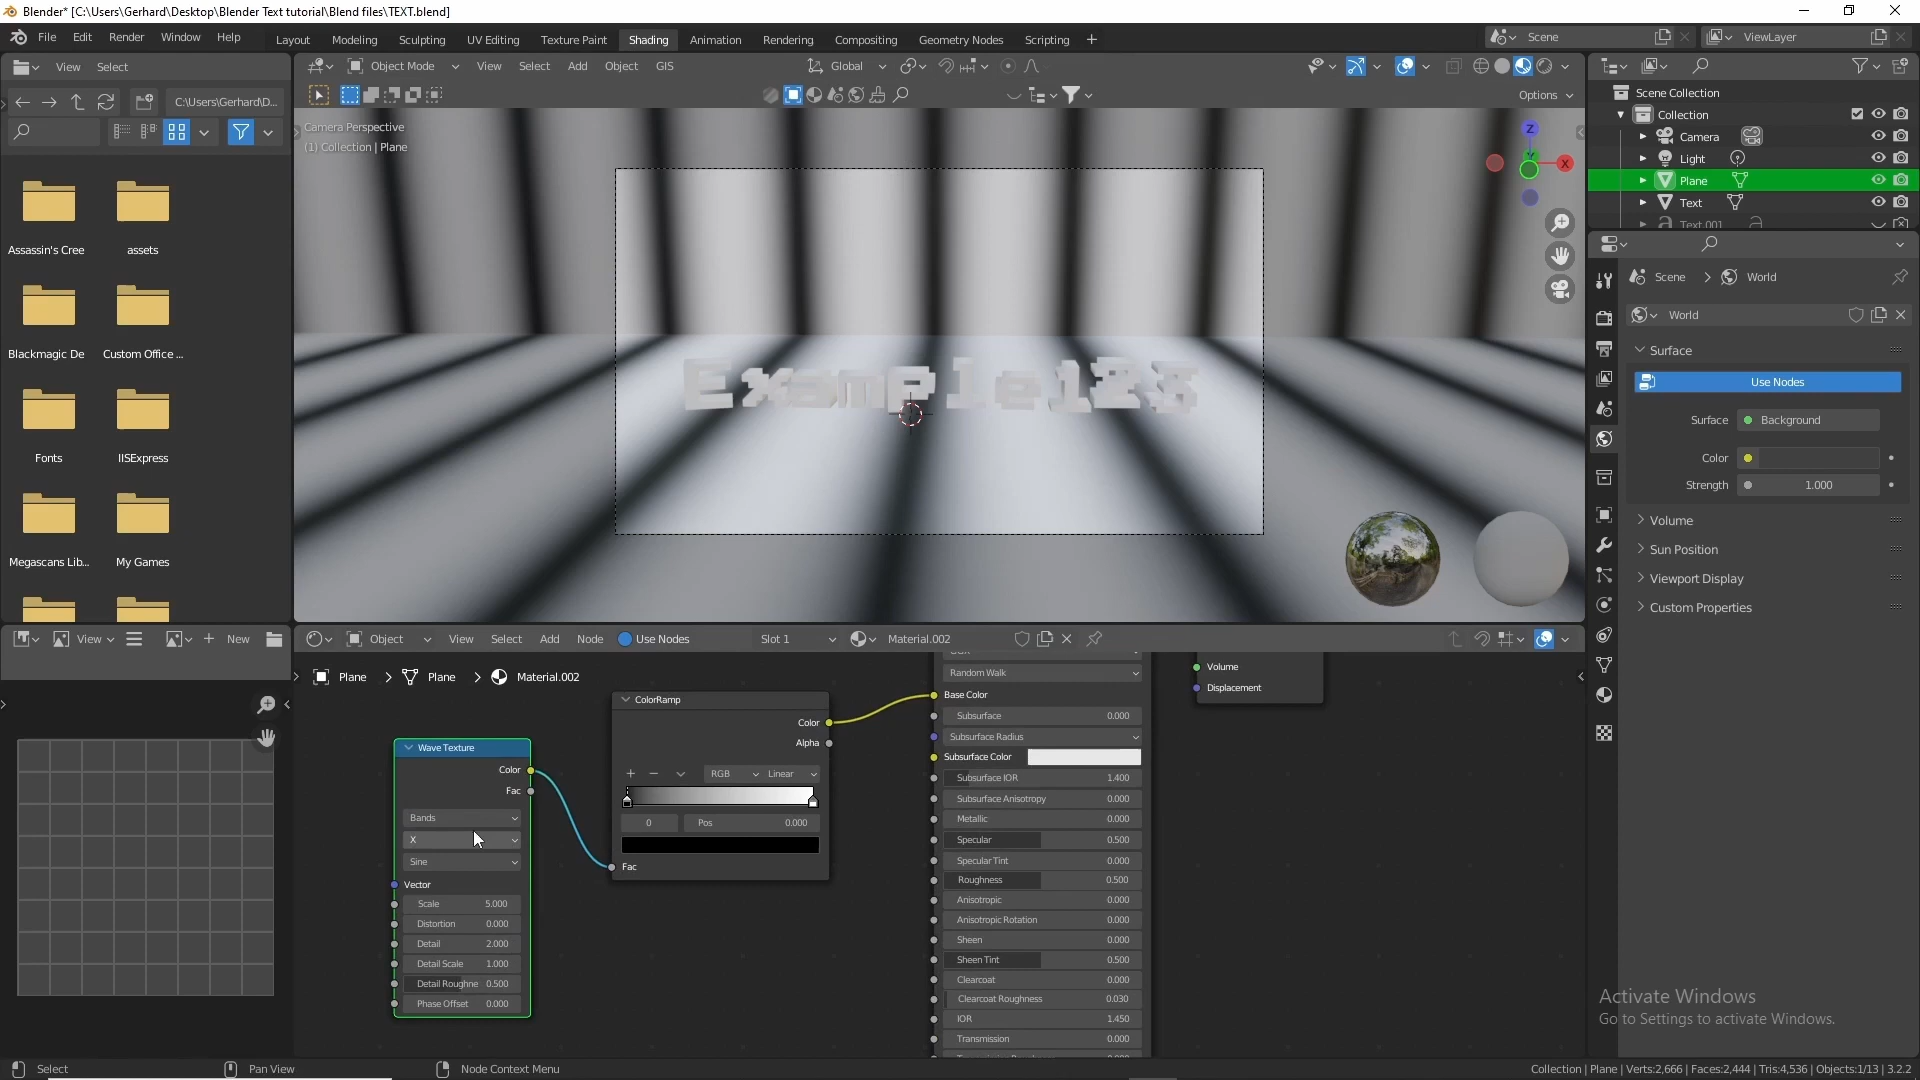 Blender* [C:\Users\Gerhard\Desktop\Blender Text tutorial\Blend files\TEXT.blend]
File Edit Render Window Help Layout Modeling Sculpting UV Editing Texture Paint Shading Animation Rendering Compositing Geometry Nodes Scripting + Scene ViewLayer
View Select Object Mode View Select Add Object GIS Global
C:\Users\Gerhard\D... Options
Camera Perspective
(1) Collection | Plane
Scene Collection
Collection
Camera
Light
Plane
Text
Text.001
Z
X
Assassin's Cree assets
Blackmagic De Custom Office ...
Fonts IISExpress
Megascans Lib... My Games
Example123
Scene > World
World
Surface
Use Nodes
Surface Background
Color
Strength 1.000
Volume
Sun Position
Viewport Display
Custom Properties
View + New Object View Select Add Node Use Nodes Slot 1 Material.002
Plane > Plane > Material.002
Wave Texture
Color
Fac
Bands
X
Sine
Vector
Scale 5.000
Distortion 0.000
Detail 2.000
Detail Scale 1.000
Detail Roughne 0.500
Phase Offset 0.000
ColorRamp
Color
Alpha
+ − RGB Linear
0 Pos 0.000
Fac
Random Walk
Base Color
Subsurface 0.000
Subsurface Radius
Subsurface Color
Subsurface IOR 1.400
Subsurface Anisotropy 0.000
Metallic 0.000
Specular 0.500
Specular Tint 0.000
Roughness 0.500
Anisotropic 0.000
Anisotropic Rotation 0.000
Sheen 0.000
Sheen Tint 0.500
Clearcoat 0.000
Clearcoat Roughness 0.030
IOR 1.450
Transmission 0.000
Volume
Displacement
Activate Windows
Go to Settings to activate Windows.
Select Pan View Node Context Menu Collection | Plane | Verts:2,666 | Faces:2,444 | Tris:4,536 | Objects:1/13 | 3.2.2